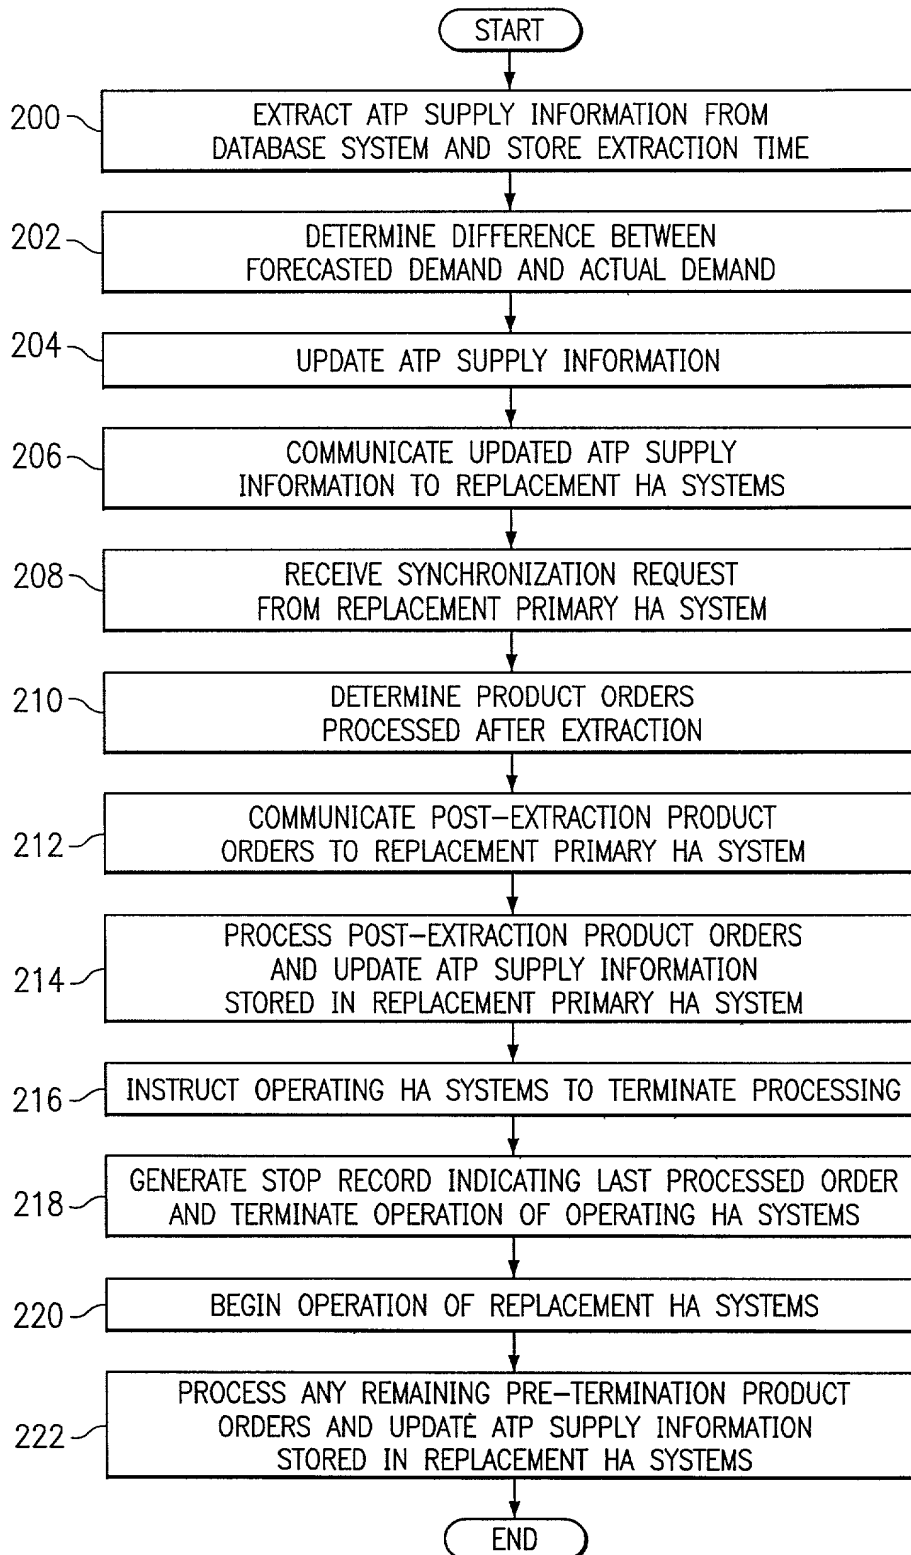 START
200
EXTRACT ATP SUPPLY INFORMATION FROM
DATABASE SYSTEM AND STORE EXTRACTION TIME
202
DETERMINE DIFFERENCE BETWEEN
FORECASTED DEMAND AND ACTUAL DEMAND
204
UPDATE ATP SUPPLY INFORMATION
206
COMMUNICATE UPDATED ATP SUPPLY
INFORMATION TO REPLACEMENT HA SYSTEMS
208
RECEIVE SYNCHRONIZATION REQUEST
FROM REPLACEMENT PRIMARY HA SYSTEM
210
DETERMINE PRODUCT ORDERS
PROCESSED AFTER EXTRACTION
212
COMMUNICATE POST-EXTRACTION PRODUCT
ORDERS TO REPLACEMENT PRIMARY HA SYSTEM
214
PROCESS POST-EXTRACTION PRODUCT ORDERS
AND UPDATE ATP SUPPLY INFORMATION
STORED IN REPLACEMENT PRIMARY HA SYSTEM
216
INSTRUCT OPERATING HA SYSTEMS TO TERMINATE PROCESSING
218
GENERATE STOP RECORD INDICATING LAST PROCESSED ORDER
AND TERMINATE OPERATION OF OPERATING HA SYSTEMS
220
BEGIN OPERATION OF REPLACEMENT HA SYSTEMS
222
PROCESS ANY REMAINING PRE-TERMINATION PRODUCT
ORDERS AND UPDATE ATP SUPPLY INFORMATION
STORED IN REPLACEMENT HA SYSTEMS
END